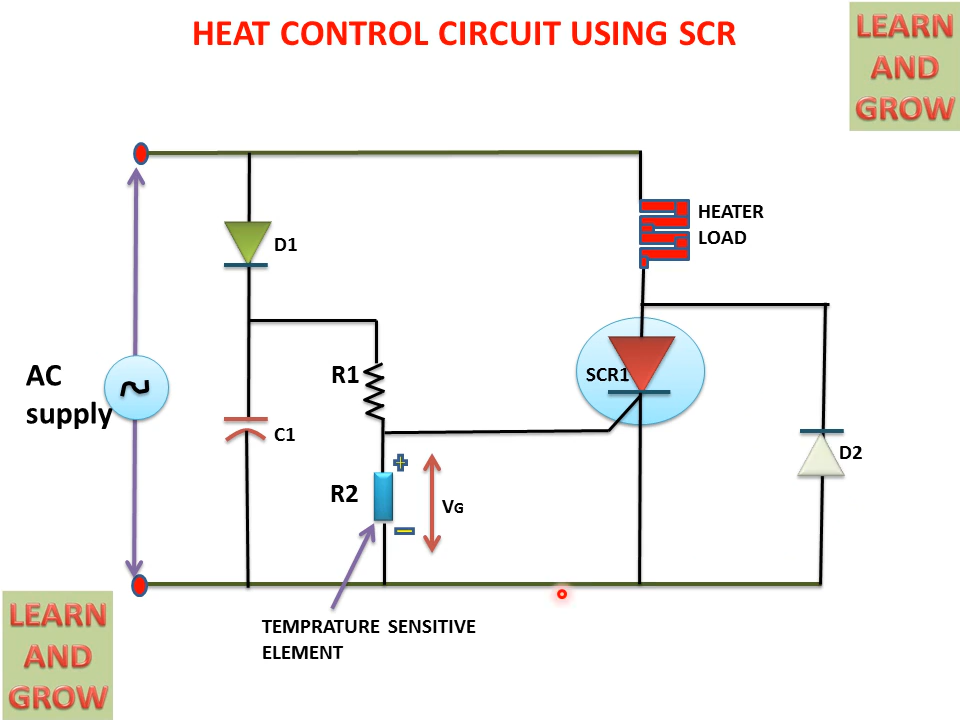 HEAT CONTROL CIRCUIT USING SCR
LEARN
AND
GROW
HEATER
LOAD
D1
AC
supply
R1
SCR1
C1
D2
R2
+
VG
−
TEMPRATURE SENSITIVE
ELEMENT
LEARN
AND
GROW